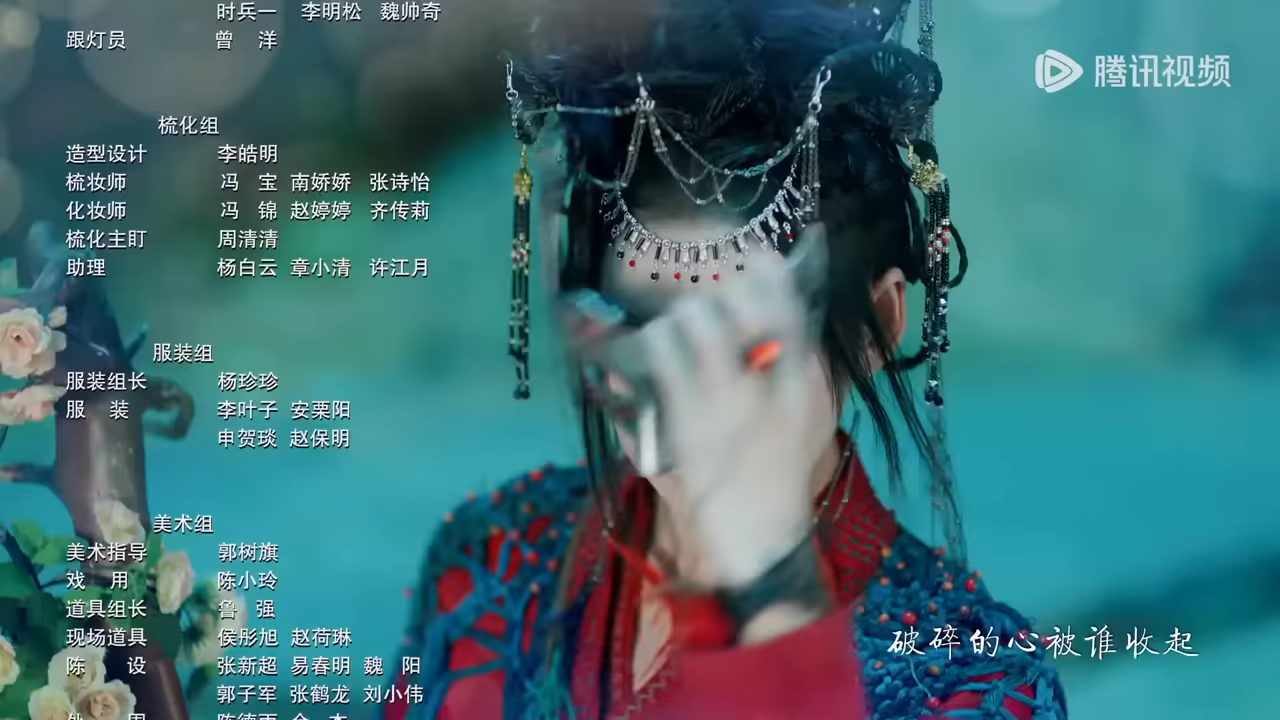 时兵一 李明松 魏帅奇
跟灯员 曾 洋
腾讯视频
梳化组
造型设计 李皓明
梳妆师 冯 宝 南娇娇 张诗怡
化妆师 冯 锦 赵婷婷 齐传莉
梳化主盯 周清清
助理 杨白云 章小清 许江月
服装组
服装组长 杨珍珍
服 装 李叶子 安栗阳
申贺琰 赵保明
美术组
美术指导 郭树旗
戏 用 陈小玲
道具组长 鲁 强
现场道具 侯彤旭 赵荷琳
破碎的心被谁收起
陈 设 张新超 易春明 魏 阳
郭子军 张鹤龙 刘小伟